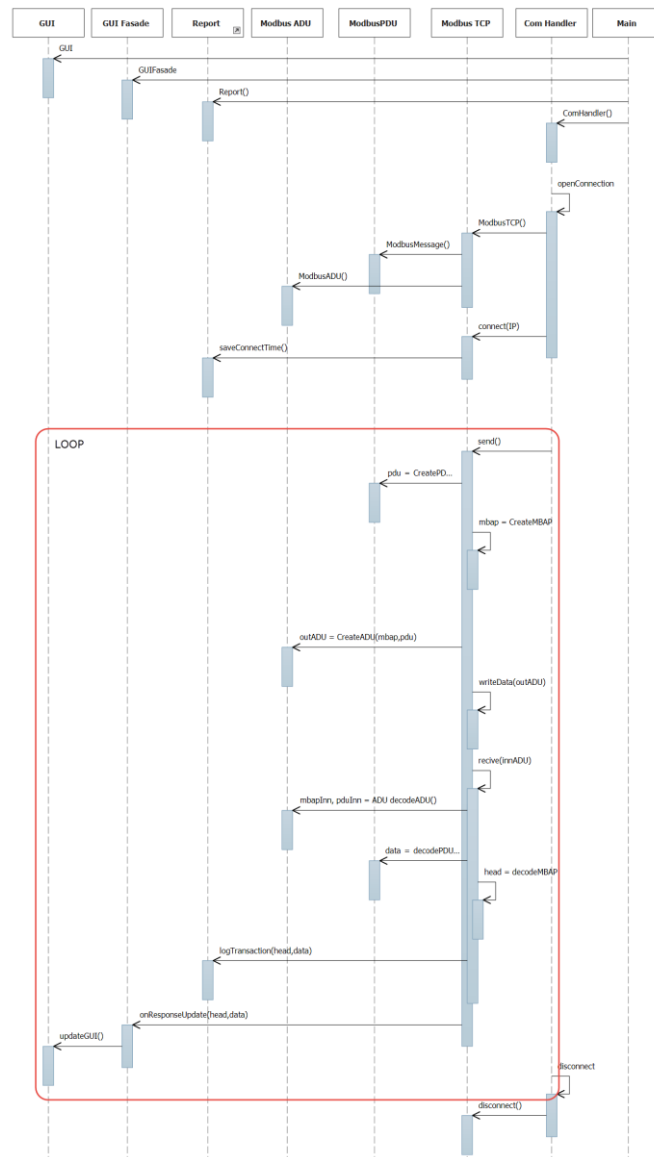 GUI
GUI Fasade
Report
Modbus ADU
ModbusPDU
Modbus TCP
Com Handler
Main
GUI
GUIFasade
Report()
ComHandler()
openConnection
ModbusTCP()
ModbusMessage()
ModbusADU()
connect(IP)
saveConnectTime()
LOOP
send()
pdu = CreatePD...
mbap = CreateMBAP
outADU = CreateADU(mbap,pdu)
writeData(outADU)
recive(innADU)
mbapInn, pduInn = ADU decodeADU()
data = decodePDU...
head = decodeMBAP
logTransaction(head,data)
onResponseUpdate(head,data)
updateGUI()
disconnect
disconnect()